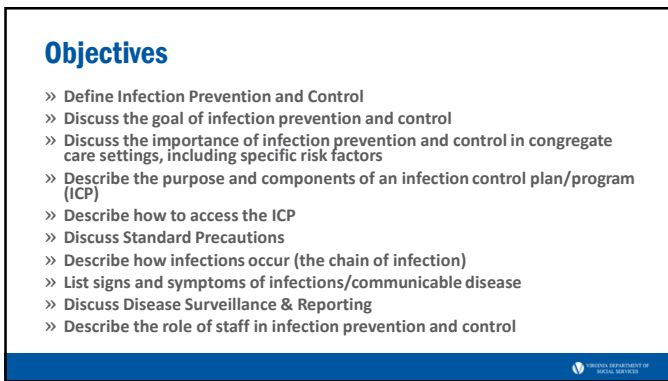 Objectives
» Define Infection Prevention and Control
» Discuss the goal of infection prevention and control
» Discuss the importance of infection prevention and control in congregate
care settings, including specific risk factors
» Describe the purpose and components of an infection control plan/program
(ICP)
» Describe how to access the ICP
» Discuss Standard Precautions
» Describe how infections occur (the chain of infection)
» List signs and symptoms of infections/communicable disease
» Discuss Disease Surveillance & Reporting
» Describe the role of staff in infection prevention and control
VIRGINIA DEPARTMENT OF
SOCIAL SERVICES